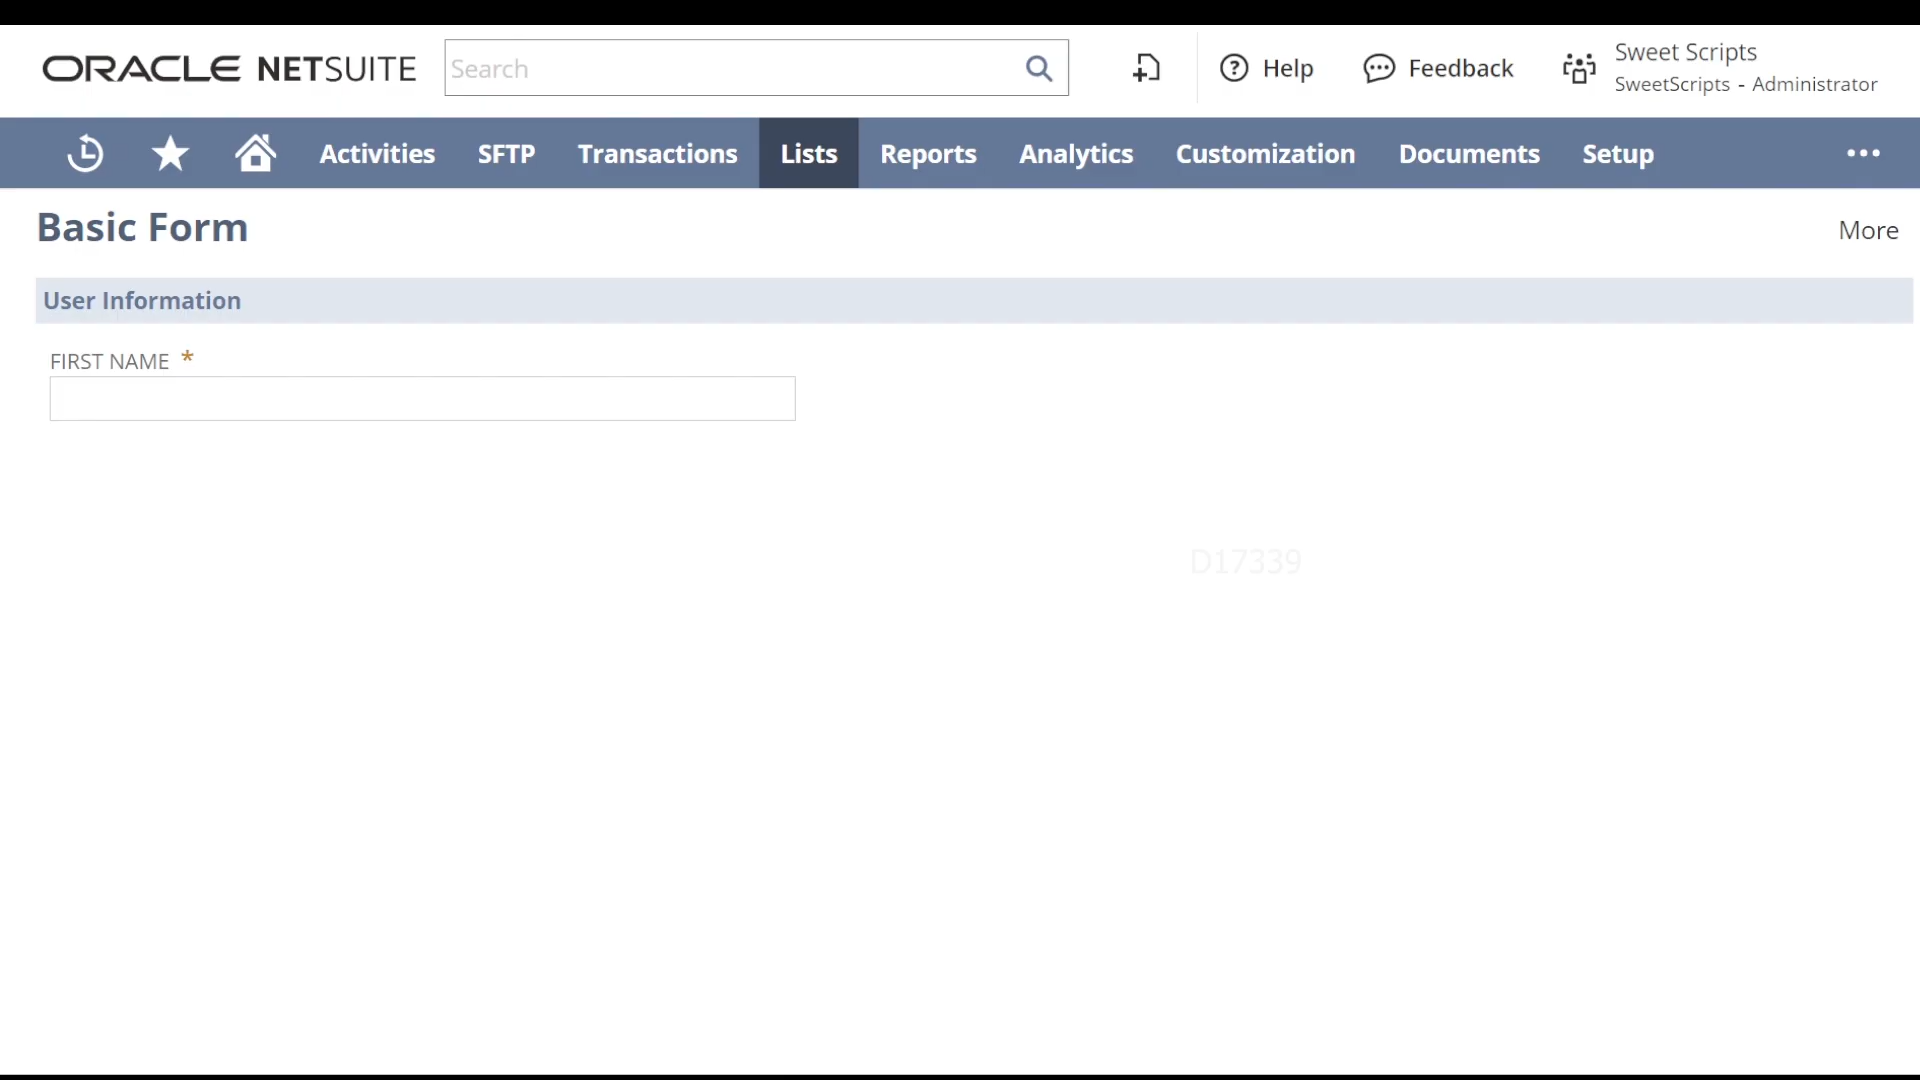 ORACLE NETSUITE
Search
Help
Feedback
Sweet Scripts
SweetScripts - Administrator
Activities
SFTP
Transactions
Lists
Reports
Analytics
Customization
Documents
Setup
Basic Form
More
User Information
FIRST NAME *
D17339